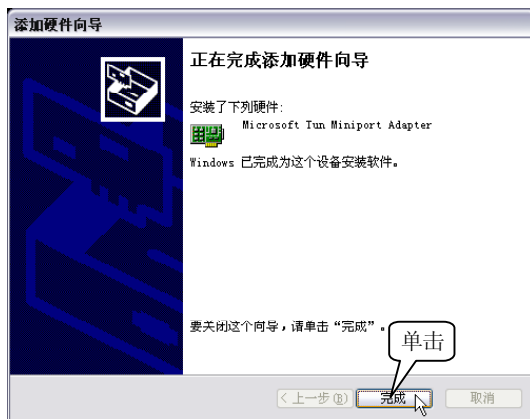 添加硬件向导
正在完成添加硬件向导
安装了下列硬件:
Microsoft Tun Miniport Adapter
Windows 已完成为这个设备安装软件。
要关闭这个向导，请单击“完成”。
单击
< 上一步(B)
完成
取消